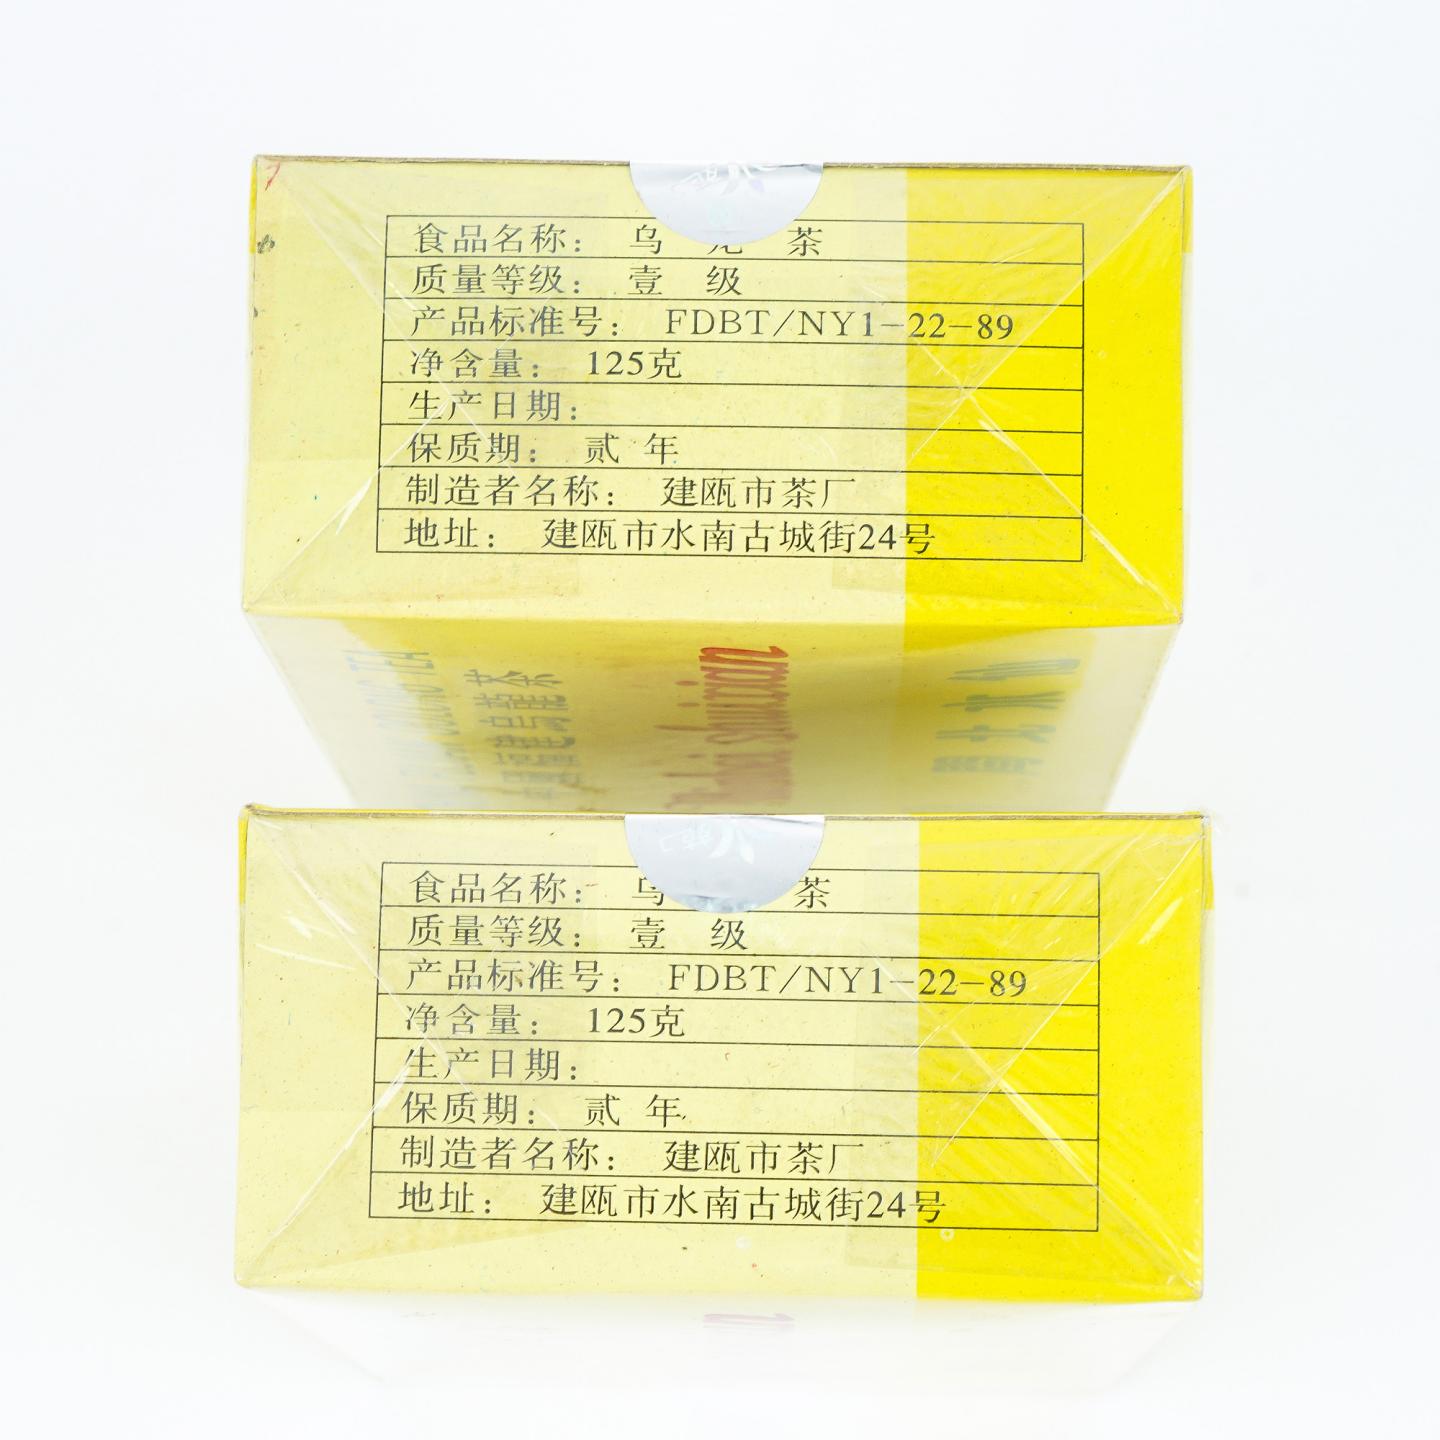 食品名称： 乌 龙 茶
质量等级： 壹 级
产品标准号： FDBT/NY1-22-89
净含量： 125克
生产日期：
保质期： 贰 年
制造者名称： 建瓯市茶厂
地址： 建瓯市水南古城街24号
shuixian
闽北水仙
食品名称： 乌 茶
质量等级： 壹 级
产品标准号： FDBT/NY1-22-89
净含量： 125克
生产日期：
保质期： 贰 年
制造者名称： 建瓯市茶厂
地址： 建瓯市水南古城街24号